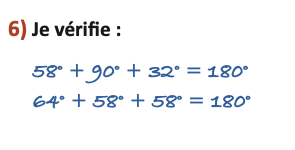 6) Je vérifie :
58° + 90° + 32° = 180°
64° + 58° + 58° = 180°